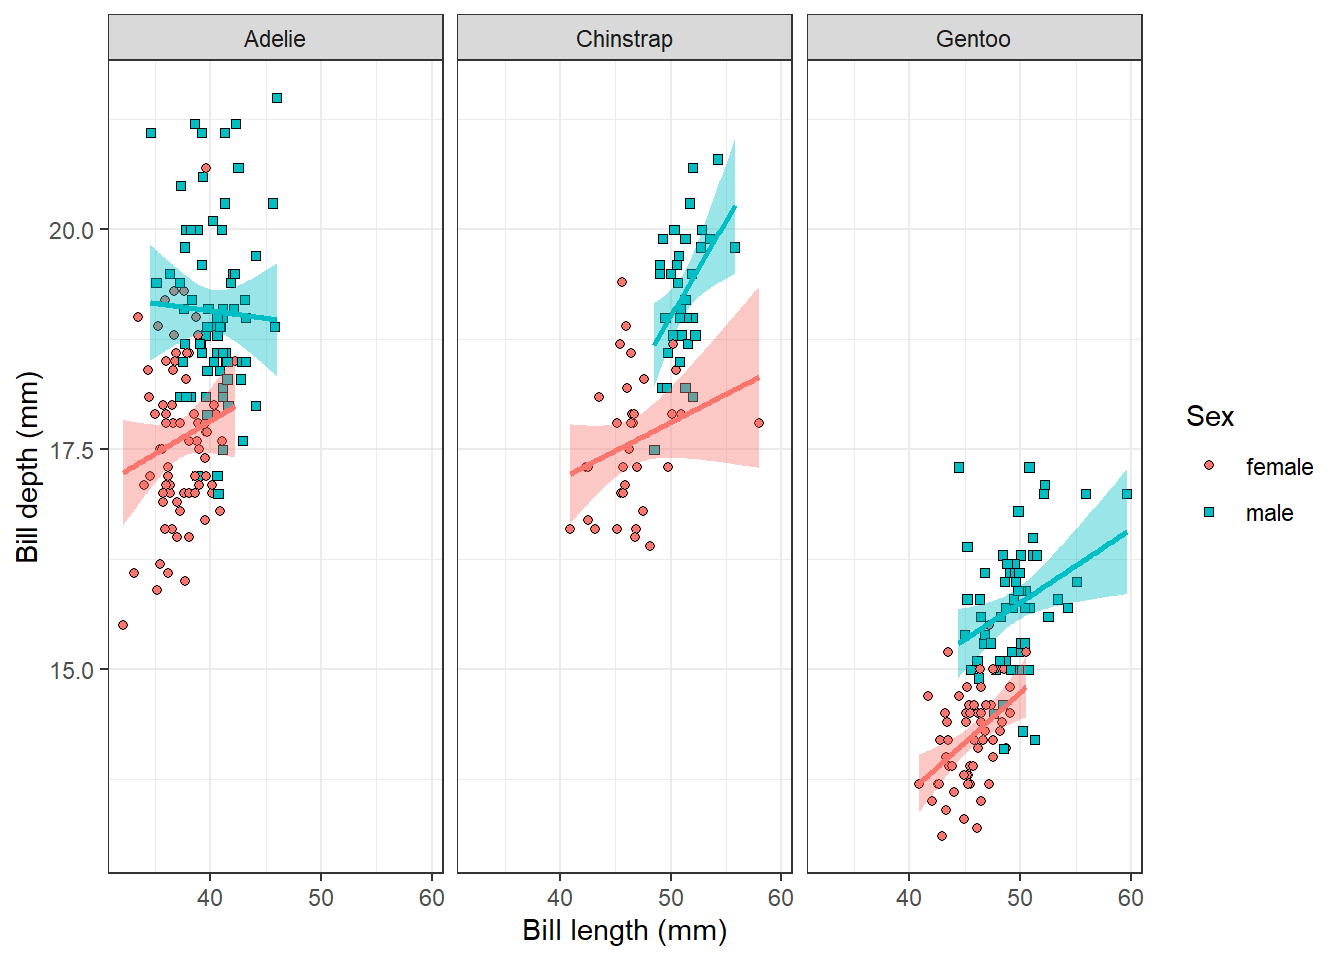 Adelie
Chinstrap
Gentoo
Bill depth (mm)
20.0
17.5
15.0
40 50 60
40 50 60
40 50 60
Bill length (mm)
Sex
female
male